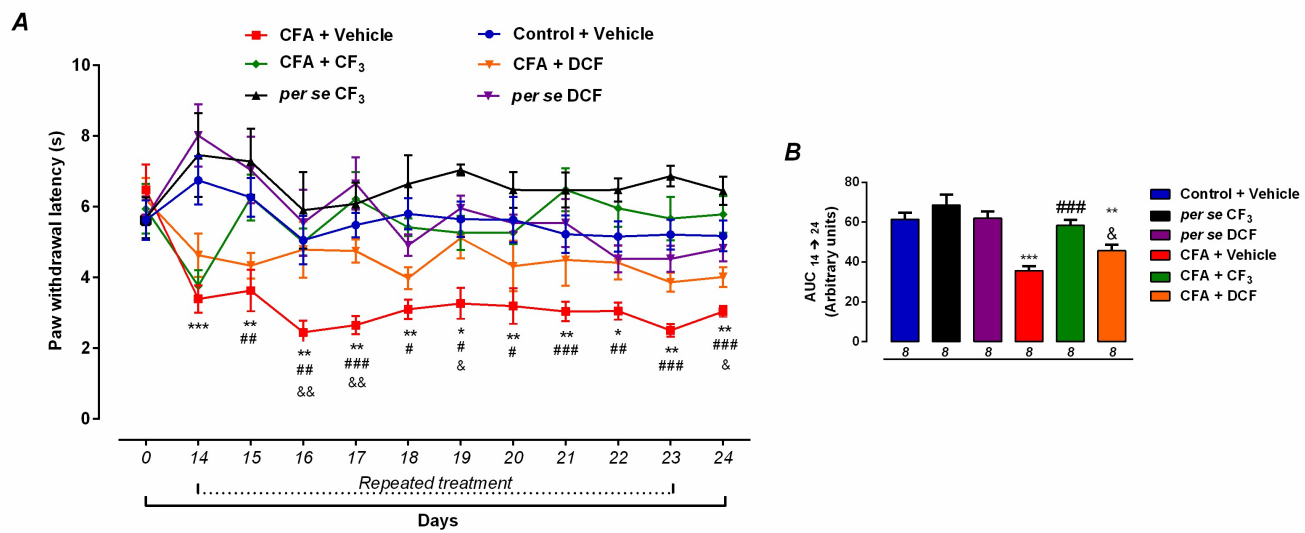 A
CFA + Vehicle
Control + Vehicle
CFA + CF3
CFA + DCF
per se CF3
per se DCF
Paw withdrawal latency (s)
10
8
6
4
2
0
***
**
##
**
##
&&
**
###
&&
**
#
*
#
&
**
#
**
###
*
##
**
###
**
###
&
0 14 15 16 17 18 19 20 21 22 23 24
Repeated treatment
Days
B
AUC 14 → 24
(Arbitrary units)
80
60
40
20
0
***
###
**
&
8 8 8 8 8 8
Control + Vehicle
per se CF3
per se DCF
CFA + Vehicle
CFA + CF3
CFA + DCF